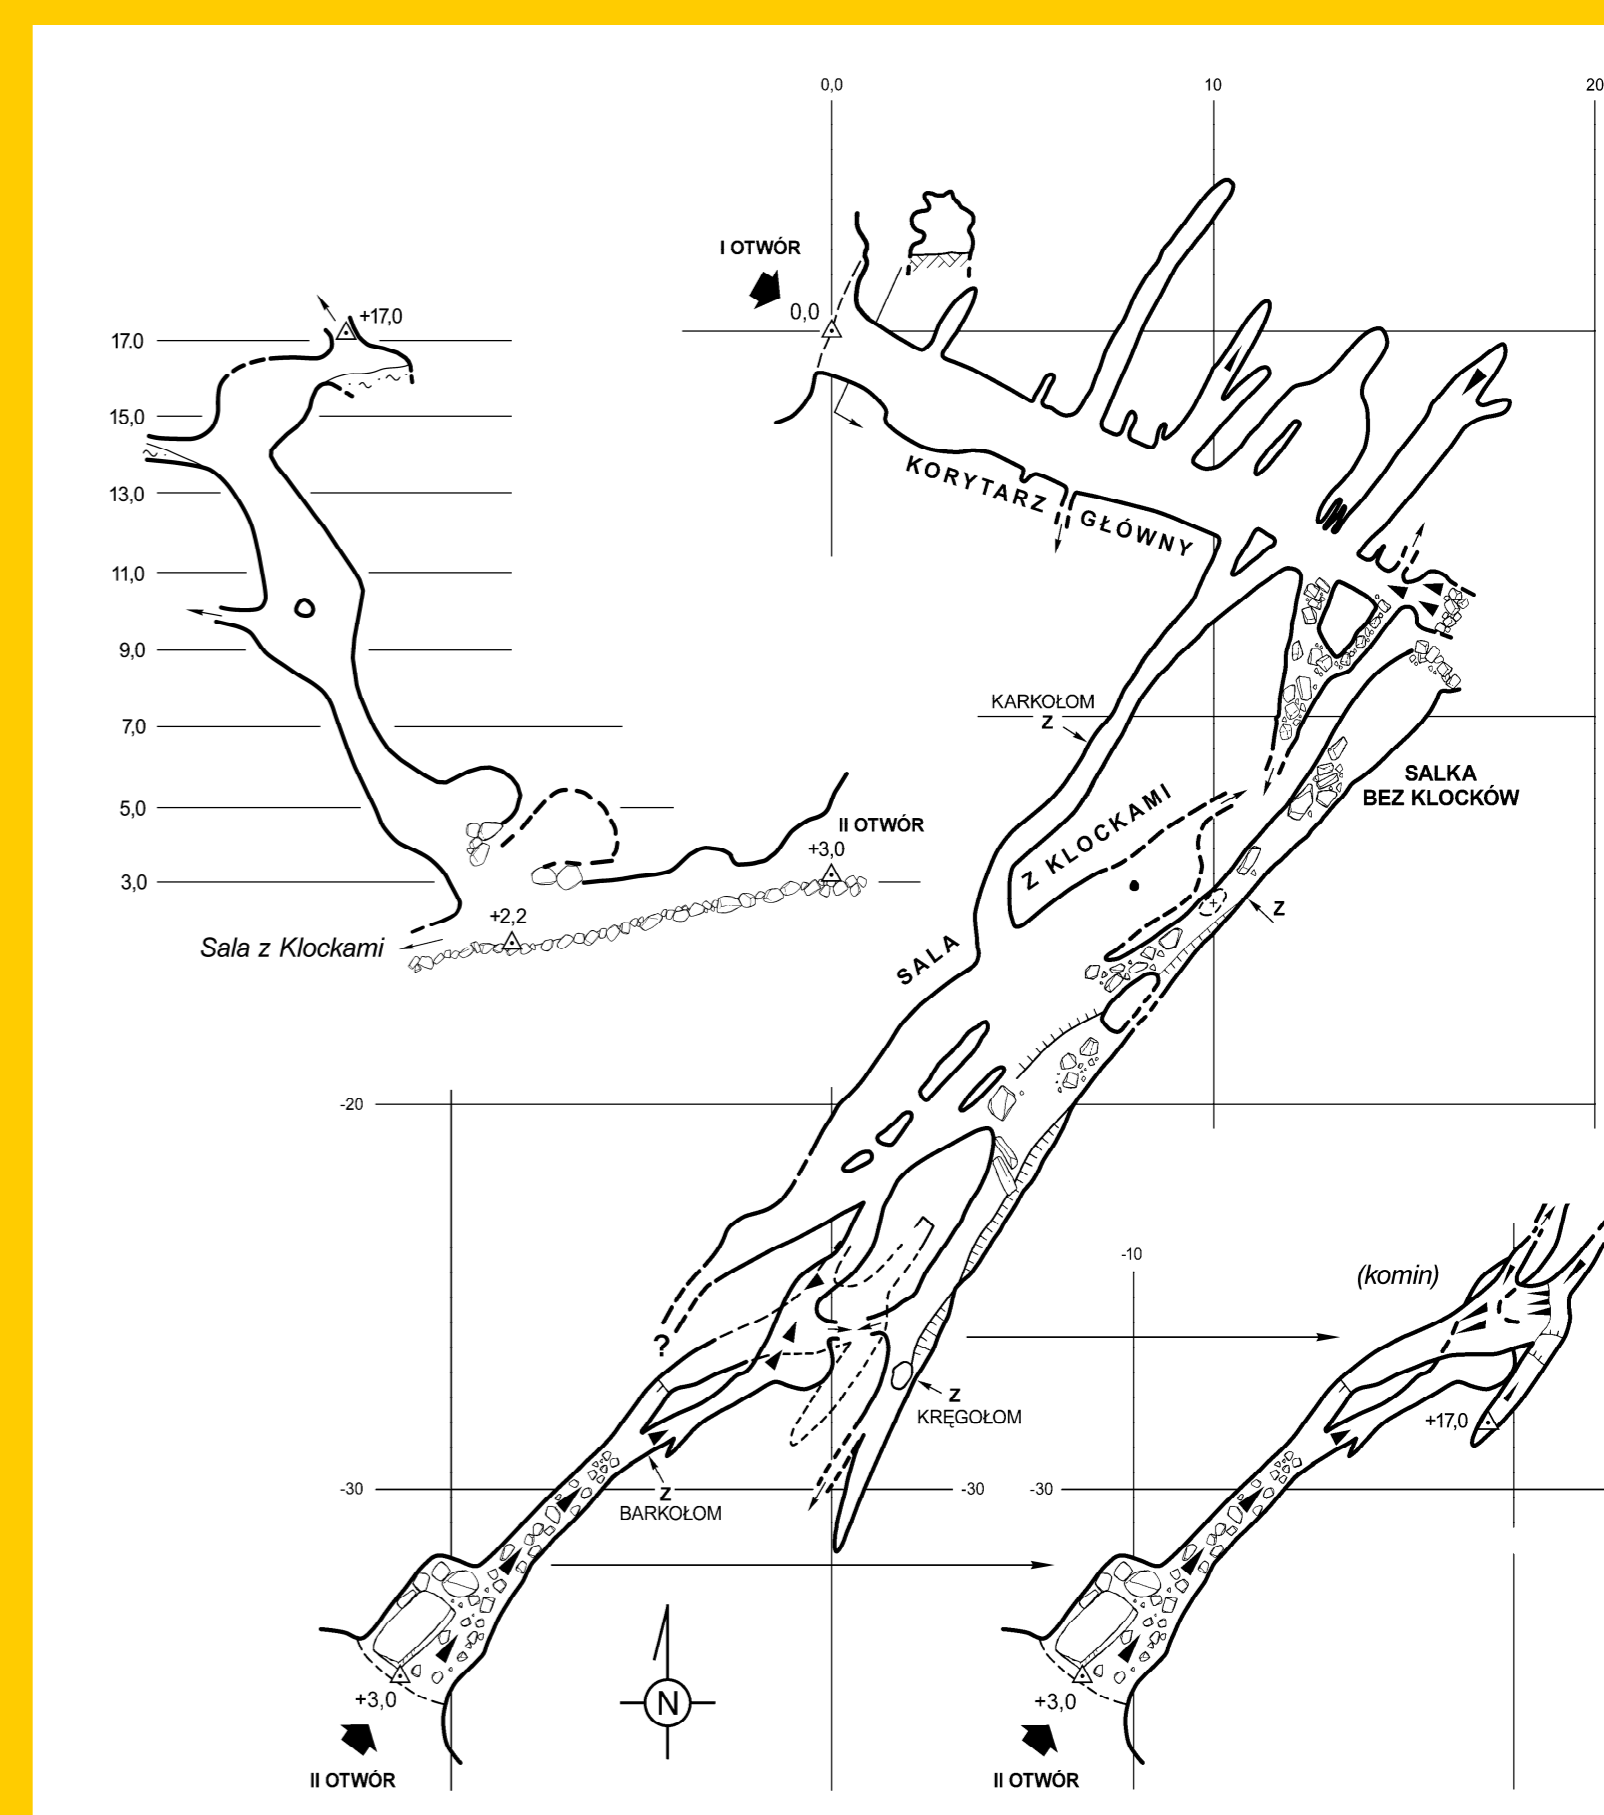 0,0
10
20
I OTWÓR
0,0
+17,0
17.0
15,0
13,0
11,0
9,0
7,0
5,0
3,0
KORYTARZ GŁÓWNY
KARKOŁOM
Z
SALKA
BEZ KLOCKÓW
II OTWÓR
+3,0
+2,2
Sala z Klockami
SALA Z KLOCKAMI
Z
-20
-10
(komin)
?
Z
KRĘGOŁOM
+17,0
-30
-30
-30
Z
BARKOŁOM
N
+3,0
+3,0
II OTWÓR
II OTWÓR